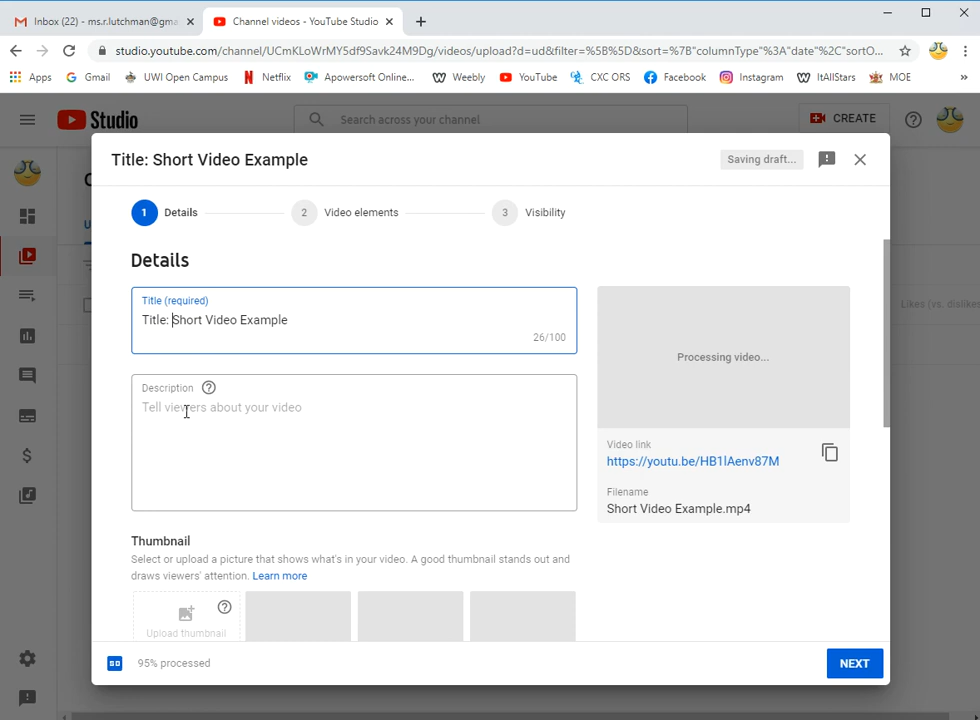 Inbox (22) - ms.r.lutchman@gma
Channel videos - YouTube Studio
studio.youtube.com/channel/UCmKLoWrMY5df9Savk24M9Dg/videos/upload?d=ud&filter=%5B%5D&sort=%7B"columnType"%3A"date"%2C"sortO...
Apps Gmail UWI Open Campus Netflix Apowersoft Online... Weebly YouTube CXC ORS Facebook Instagram ItAllStars MOE »
Studio
Search across your channel
CREATE
Title: Short Video Example
Saving draft...
1 Details 2 Video elements 3 Visibility
Details
Title (required)
Title: Short Video Example
26/100
Description
Tell viewers about your video
Processing video...
Video link
https://youtu.be/HB1lAenv87M
Filename
Short Video Example.mp4
Likes (vs. dislikes
Thumbnail
Select or upload a picture that shows what's in your video. A good thumbnail stands out and
draws viewers' attention. Learn more
Upload thumbnail
SD 95% processed
NEXT